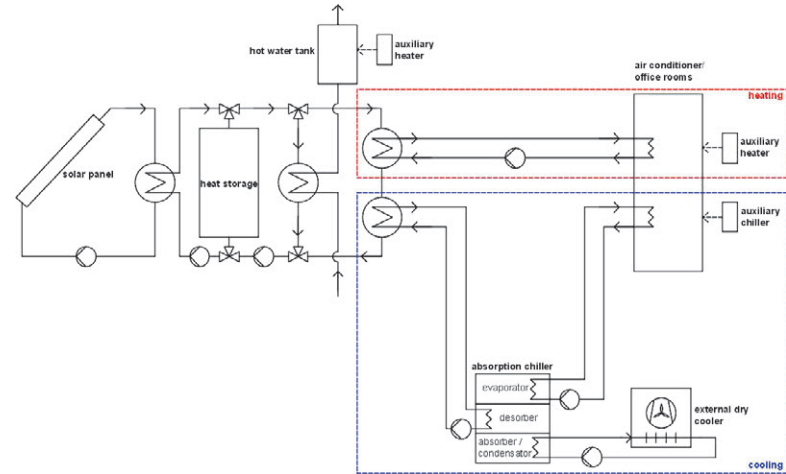 hot water tank
auxiliary
heater
air conditioner/
office rooms
heating
solar panel
heat storage
auxiliary
heater
auxiliary
chiller
absorption chiller
evaporator
desorber
absorber /
condensator
external dry
cooler
cooling